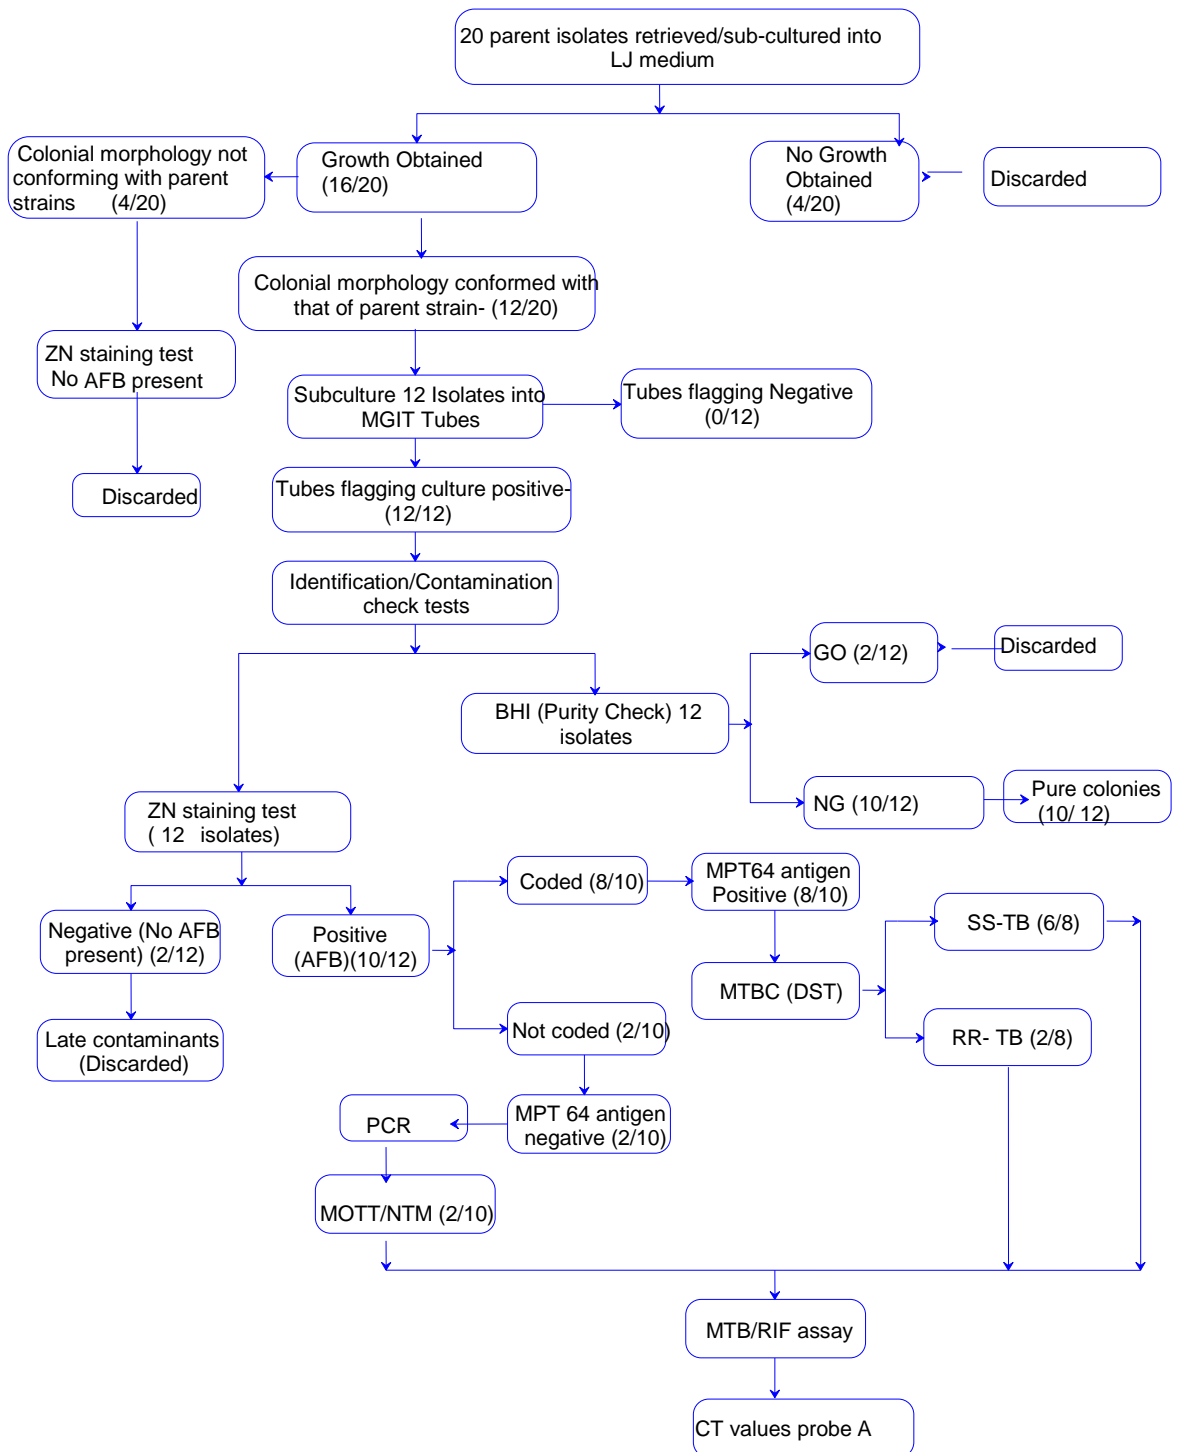 20 parent isolates retrieved/sub-cultured into
LJ medium
Colonial morphology not
conforming with parent
strains (4/20)
Growth Obtained
(16/20)
No Growth
Obtained
(4/20)
Discarded
Colonial morphology conformed with
that of parent strain- (12/20)
ZN staining test
No AFB present
Subculture 12 Isolates into
MGIT Tubes
Tubes flagging Negative
(0/12)
Discarded
Tubes flagging culture positive-
(12/12)
Identification/Contamination
check tests
GO (2/12)
Discarded
BHI (Purity Check) 12
isolates
NG (10/12)
Pure colonies
(10/ 12)
ZN staining test
( 12 isolates)
Negative (No AFB
present) (2/12)
Positive
(AFB)(10/12)
Coded (8/10)
MPT64 antigen
Positive (8/10)
SS-TB (6/8)
MTBC (DST)
RR- TB (2/8)
Late contaminants
(Discarded)
Not coded (2/10)
MPT 64 antigen
negative (2/10)
PCR
MOTT/NTM (2/10)
MTB/RIF assay
CT values probe A